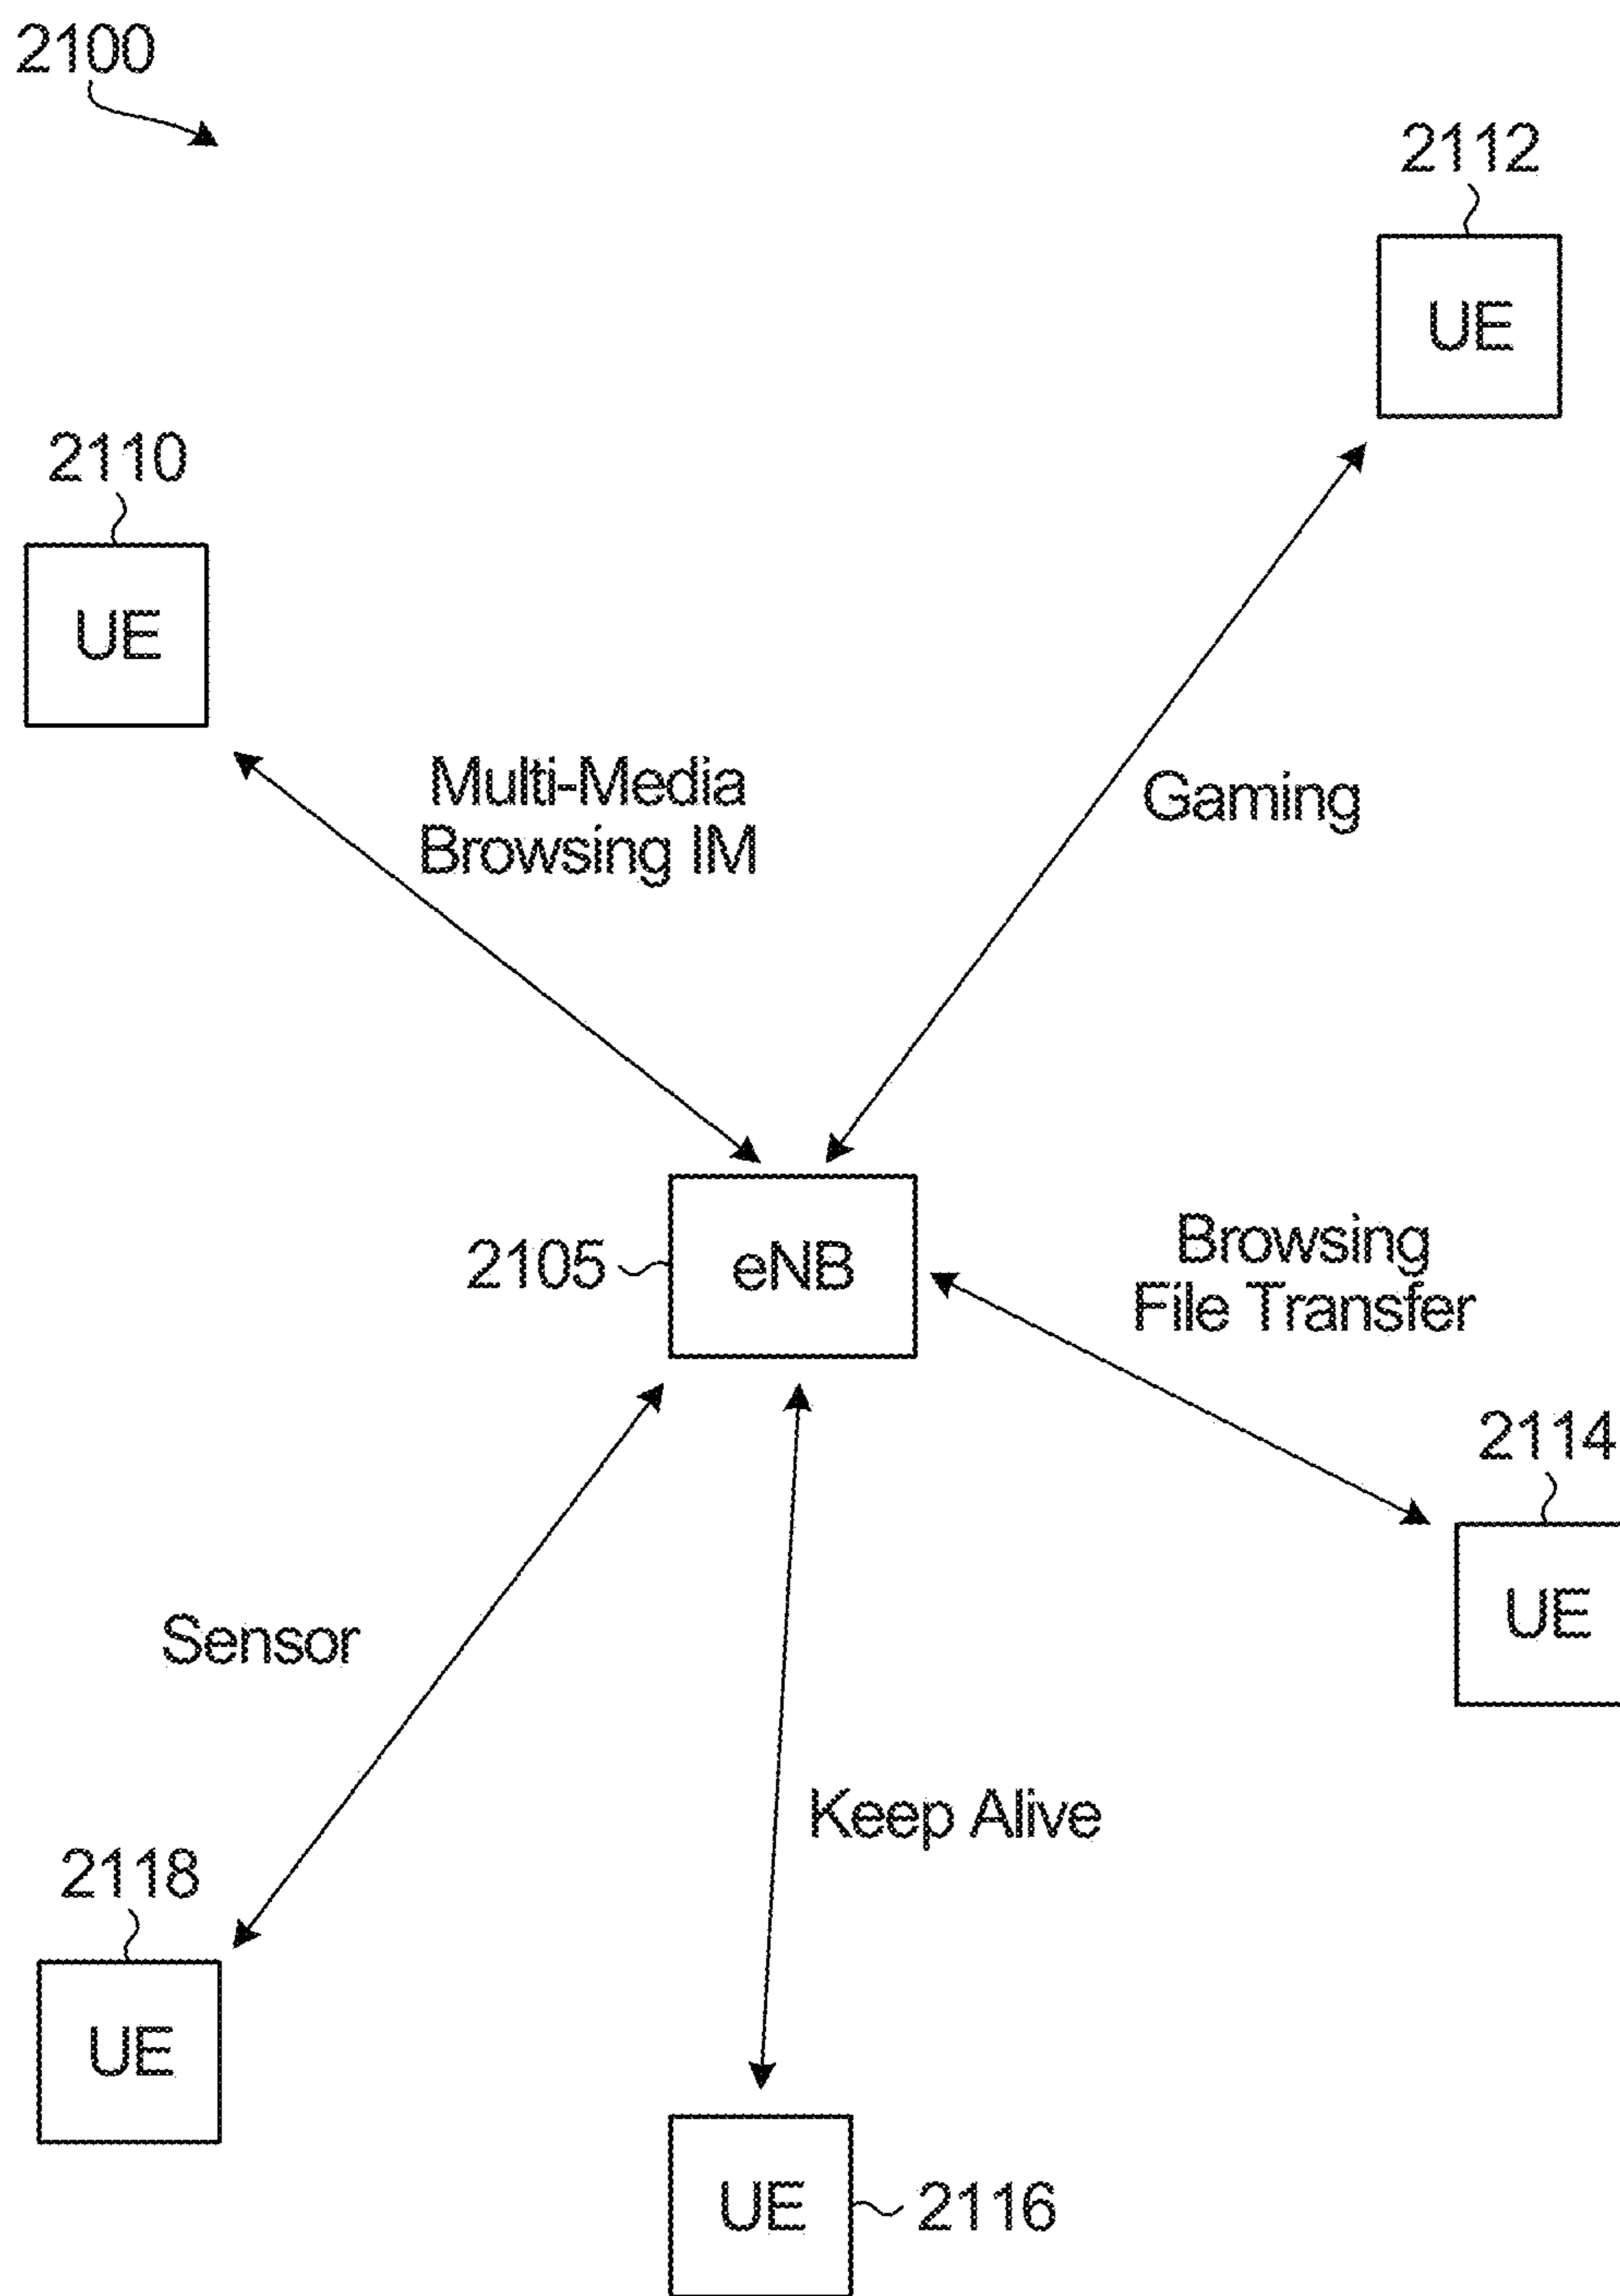 2100
2112
UE
2110
UE
Multi-Media
Browsing IM
Gaming
2105
eNB
Browsing
File Transfer
2114
UE
Sensor
Keep Alive
2118
UE
UE
2116